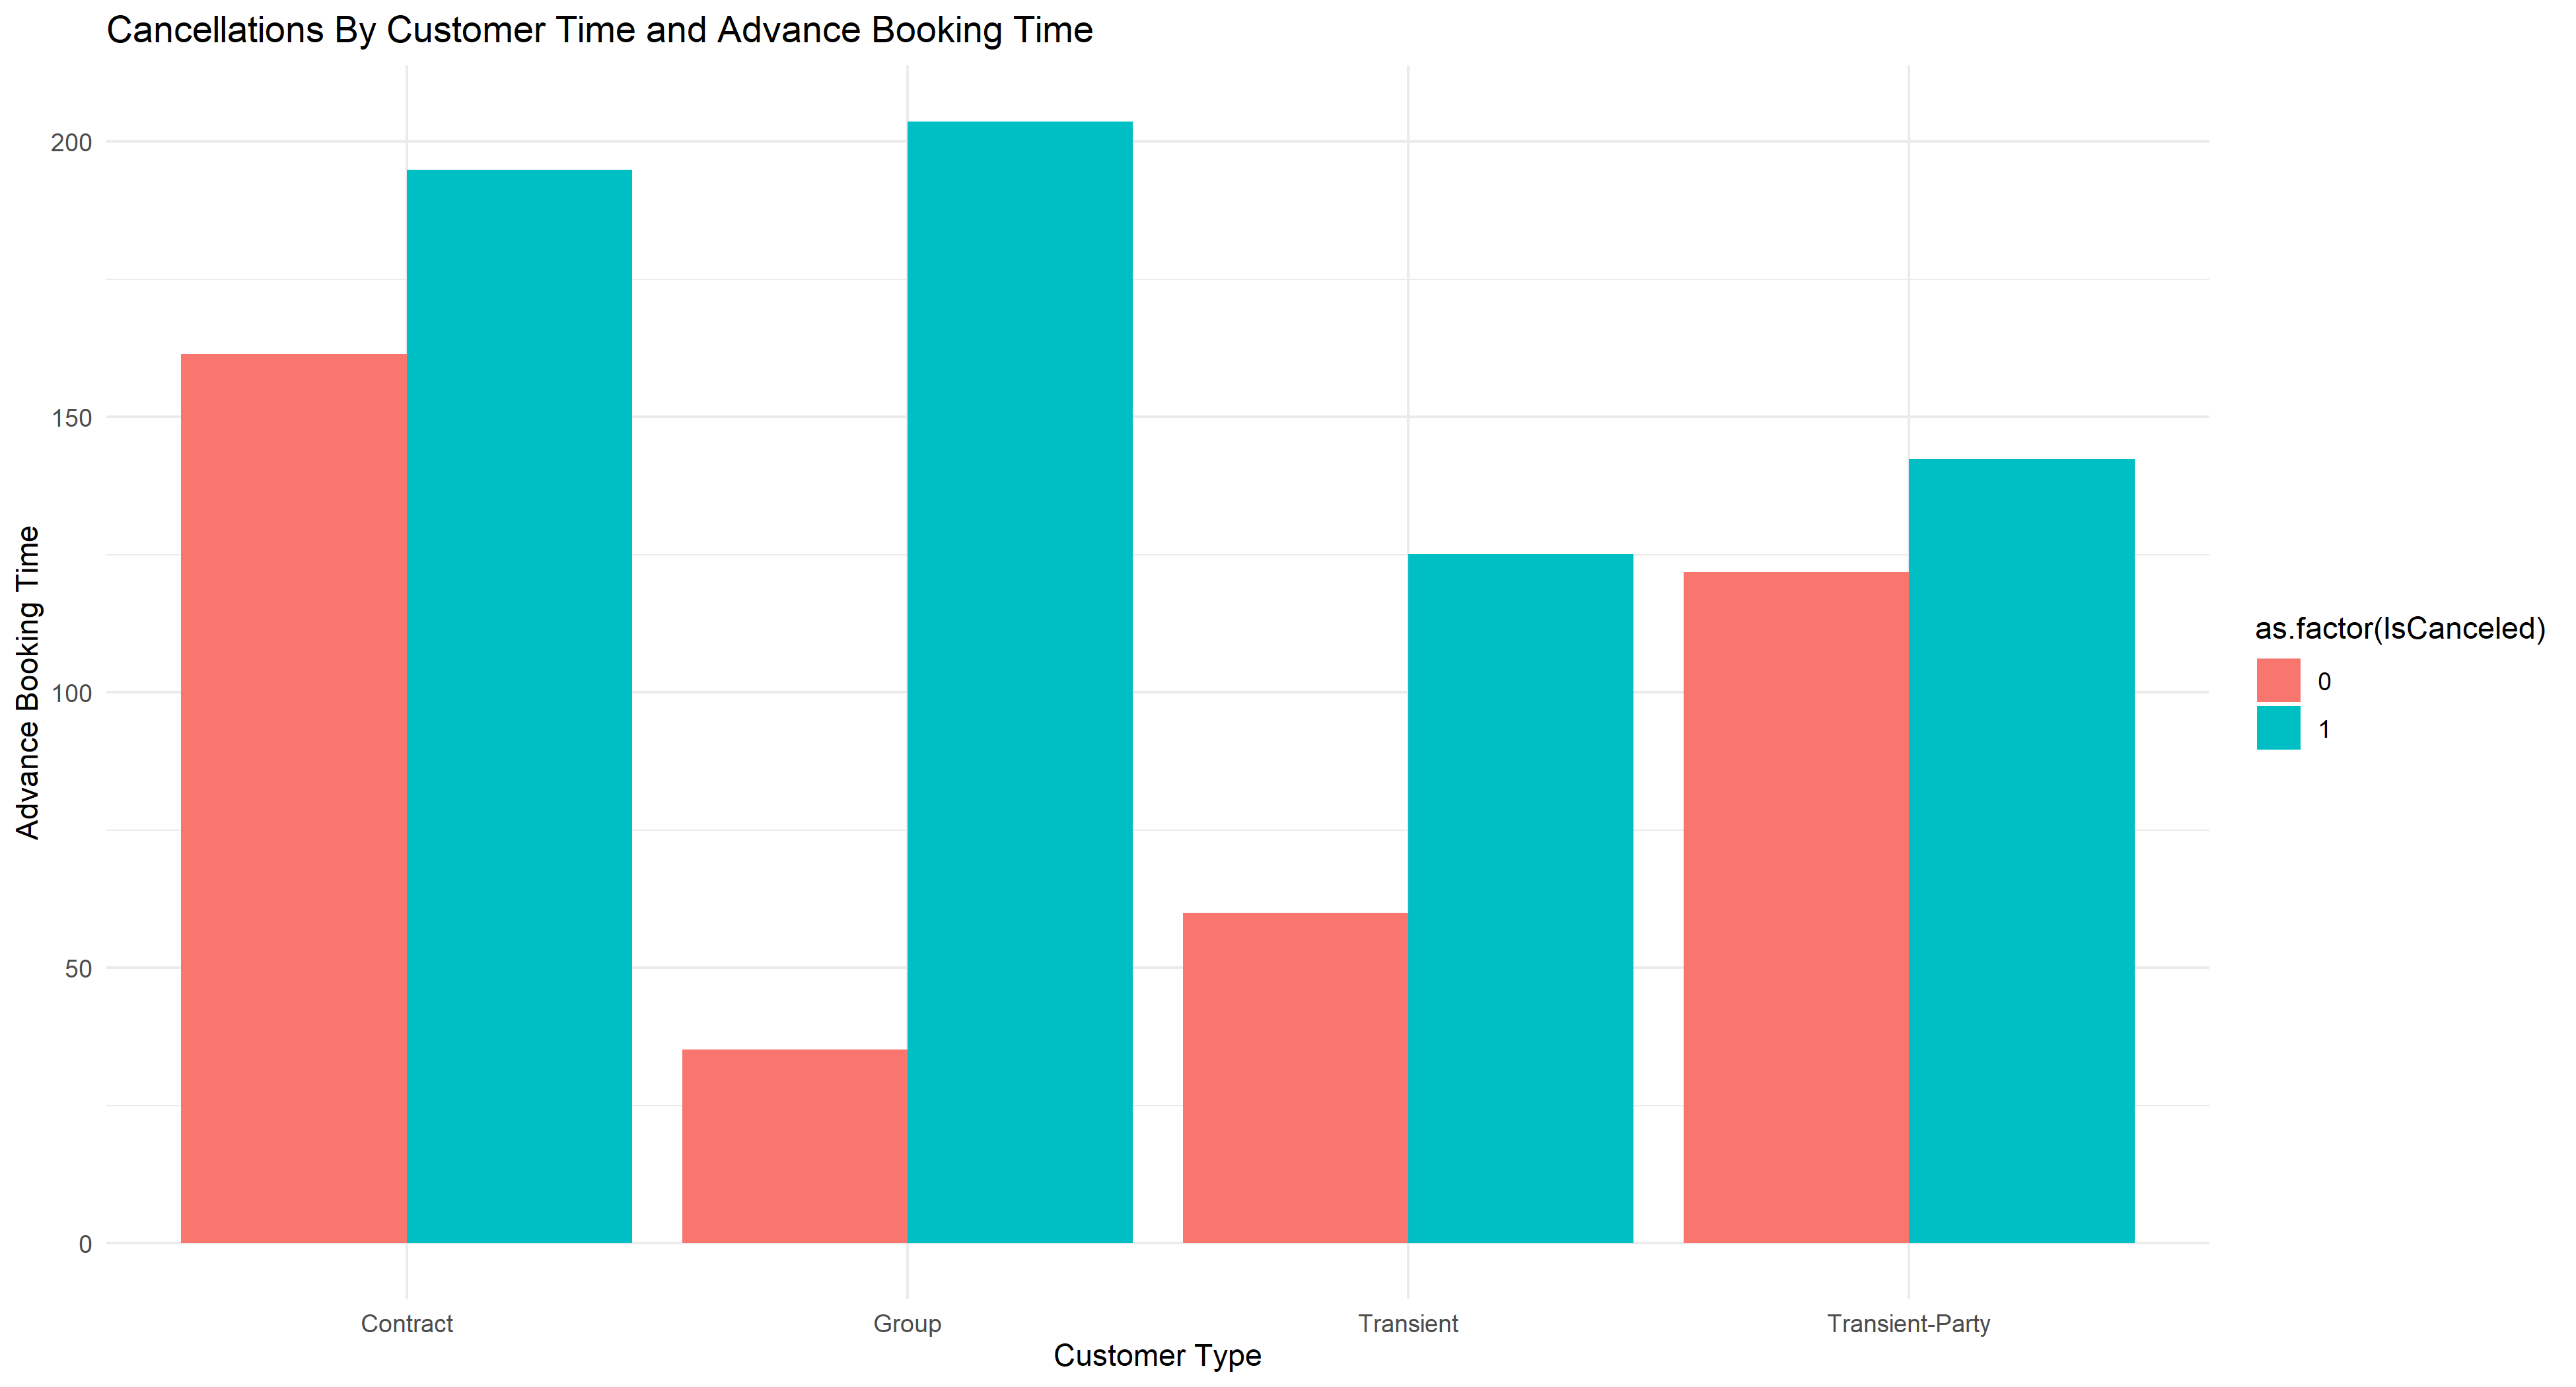 Cancellations By Customer Time and Advance Booking Time
200
150
100
50
0
Advance Booking Time
Contract
Group
Transient
Transient-Party
Customer Type
as.factor(IsCanceled)
0
1